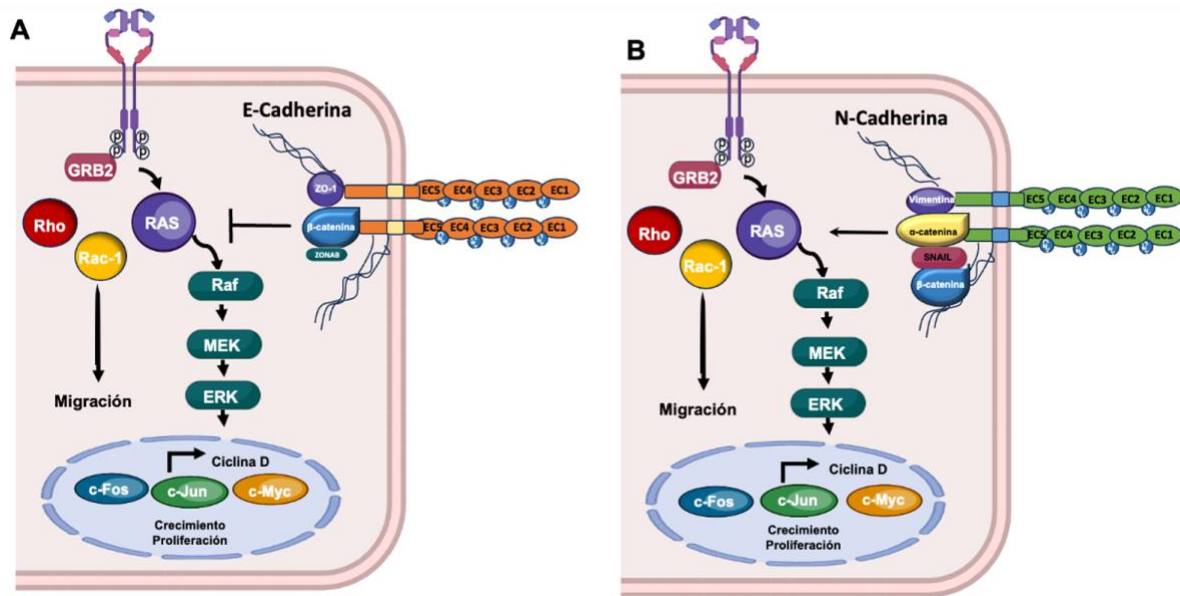 A
E-Cadherina
P P
P P
GRB2
ZO-1
EC5 EC4 EC3 EC2 EC1
Rho
RAS
β-catenina
EC5 EC4 EC3 EC2 EC1
Rac-1
ZONAB
Raf
MEK
Migración
ERK
Ciclina D
c-Fos
c-Jun
c-Myc
Crecimiento
Proliferación
B
N-Cadherina
P P
P P
GRB2
Vimentina
EC5 EC4 EC3 EC2 EC1
Rho
RAS
α-catenina
EC5 EC4 EC3 EC2 EC1
Rac-1
SNAIL
β-catenina
Raf
MEK
Migración
ERK
Ciclina D
c-Fos
c-Jun
c-Myc
Crecimiento
Proliferación